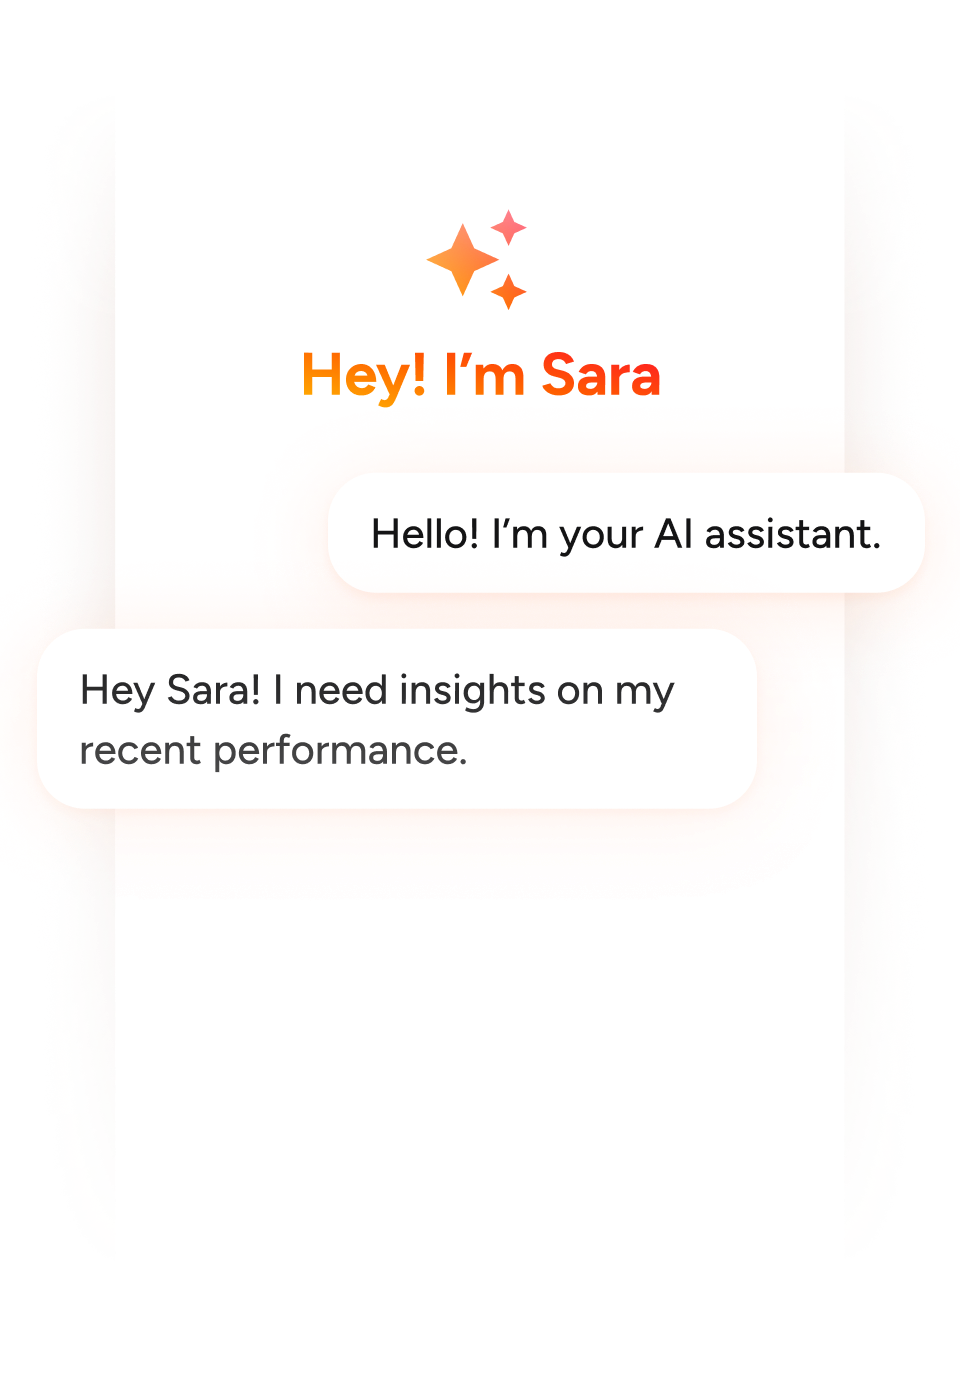 Hey! I’m Sara
Hello! I’m your AI assistant.
Hey Sara! I need insights on my
recent performance.